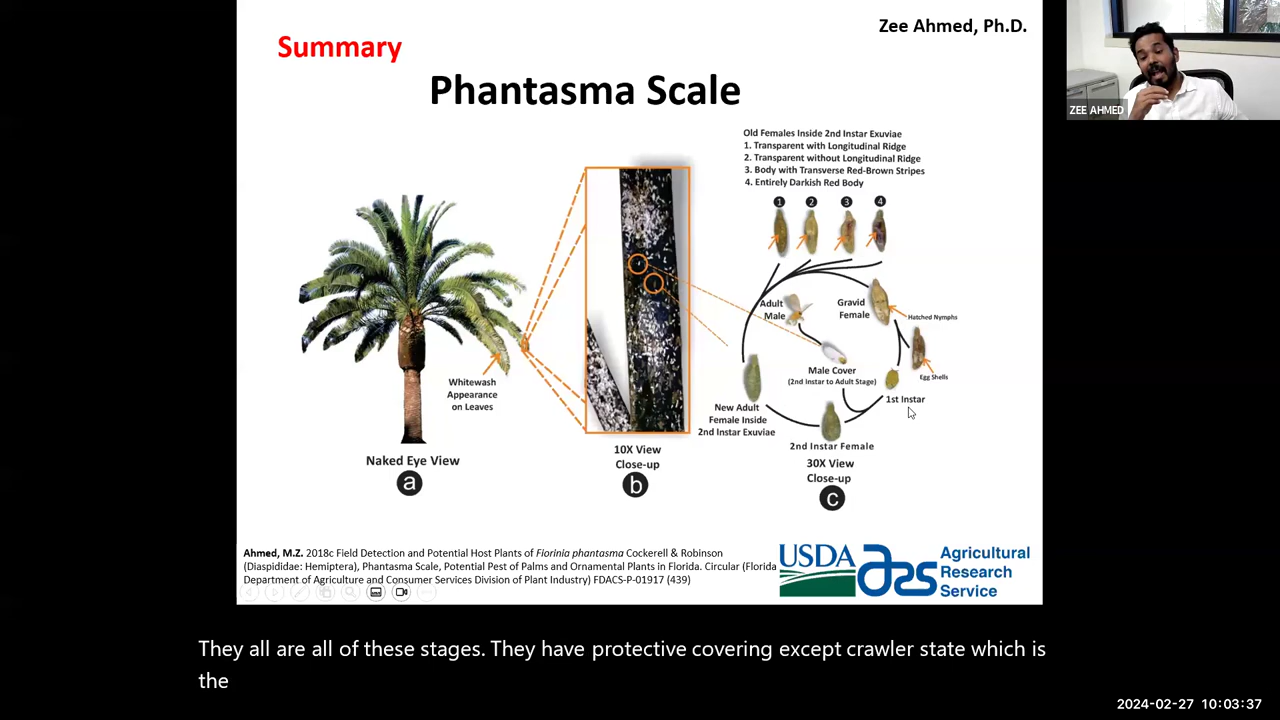 Zee Ahmed, Ph.D.
Summary
Phantasma Scale
ZEE AHMED
Old Females Inside 2nd Instar Exuviae
1. Transparent with Longitudinal Ridge
2. Transparent without Longitudinal Ridge
3. Body with Transverse Red-Brown Stripes
4. Entirely Darkish Red Body
1 2 3 4
Adult
Male
Gravid
Female
Hatched Nymphs
Male Cover
(2nd Instar to Adult Stage)
Egg Shells
1st Instar
New Adult
Female Inside
2nd Instar Exuviae
2nd Instar Female
30X View
Close-up
c
Whitewash
Appearance
on Leaves
Naked Eye View
a
10X View
Close-up
b
Ahmed, M.Z. 2018c Field Detection and Potential Host Plants of Fiorinia phantasma Cockerell & Robinson
(Diaspididae: Hemiptera), Phantasma Scale, Potential Pest of Palms and Ornamental Plants in Florida. Circular (Florida
Department of Agriculture and Consumer Services Division of Plant Industry) FDACS-P-01917 (439)
USDA
ars
Agricultural
Research
Service
They all are all of these stages. They have protective covering except crawler state which is
the
2024-02-27 10:03:37